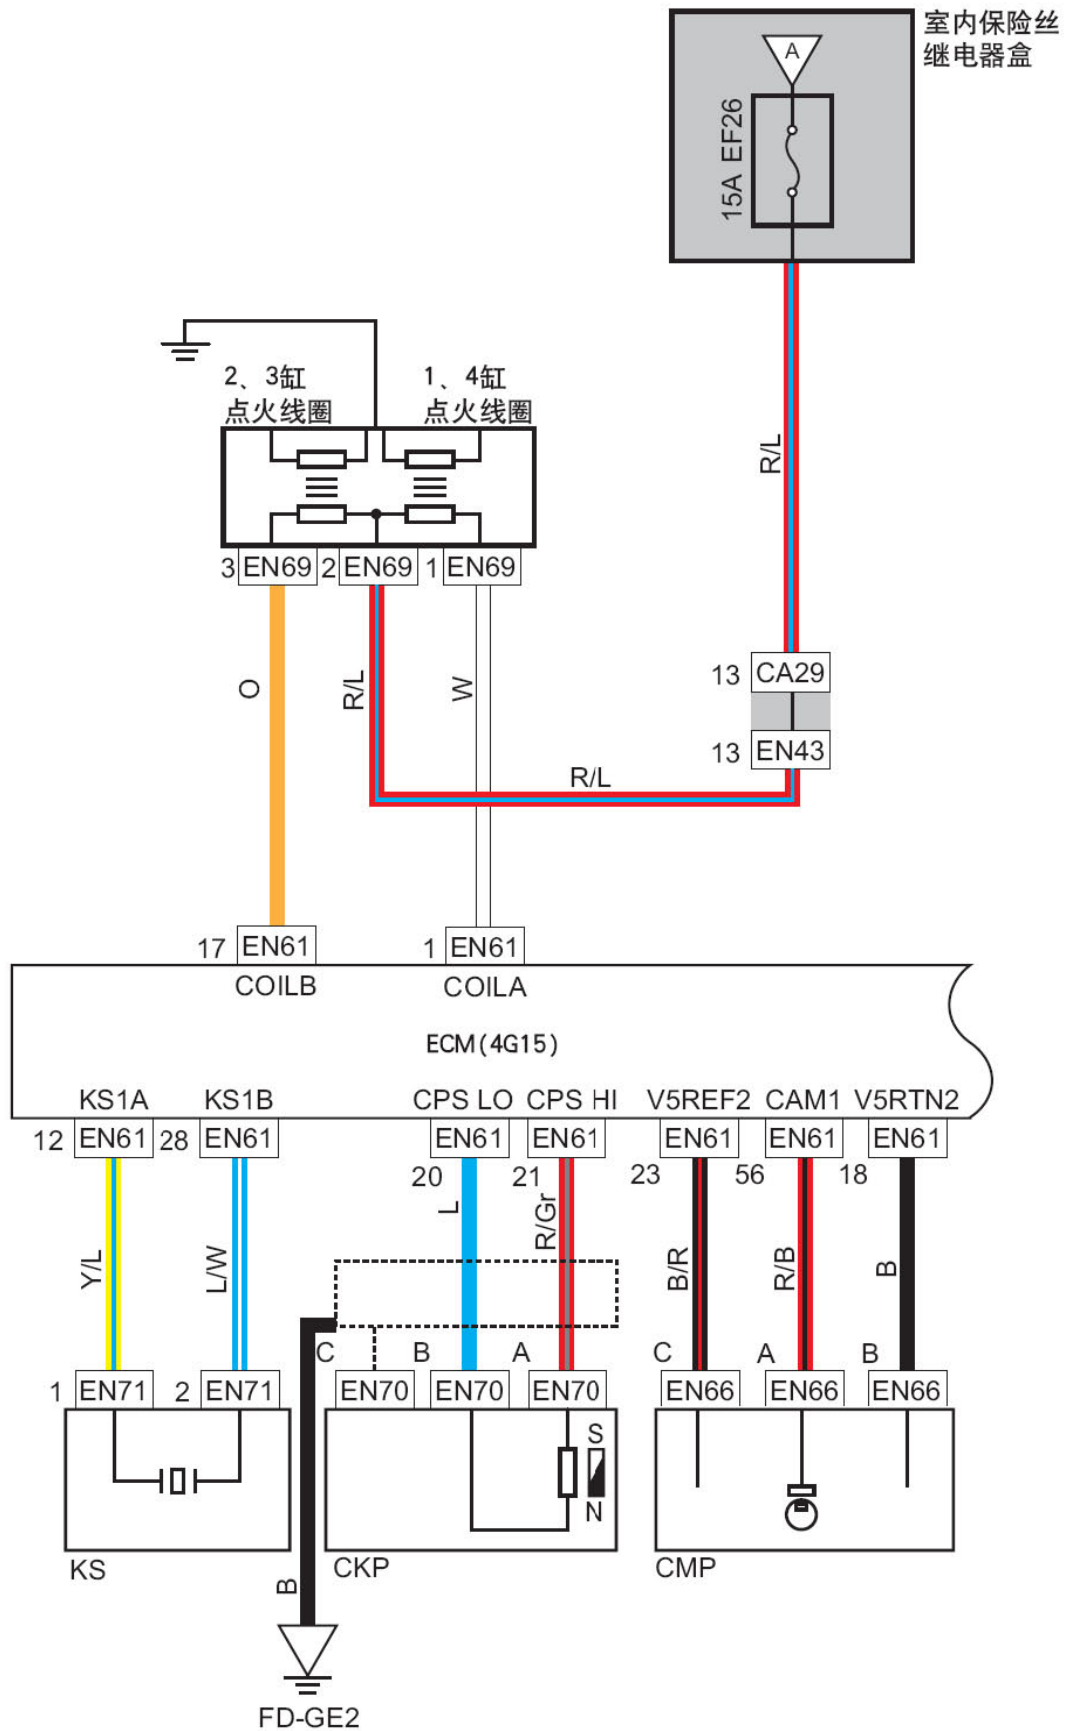 室内保险丝
继电器盒
A
15A EF26
R/L
2、3缸
点火线圈
1、4缸
点火线圈
3 EN69 2 EN69 1 EN69
O
R/L
W
13 CA29
13 EN43
R/L
17 EN61
1 EN61
COILB
COILA
ECM(4G15)
KS1A
KS1B
CPS LO
CPS HI
V5REF2
CAM1
V5RTN2
12 EN61
28 EN61
EN61
EN61
EN61
EN61
EN61
20
21
23
56
18
Y/L
L/W
L
R/Gr
B/R
R/B
B
C
B
A
C
A
B
1 EN71
2 EN71
EN70
EN70
EN70
EN66
EN66
EN66
S
N
KS
CKP
CMP
B
FD-GE2